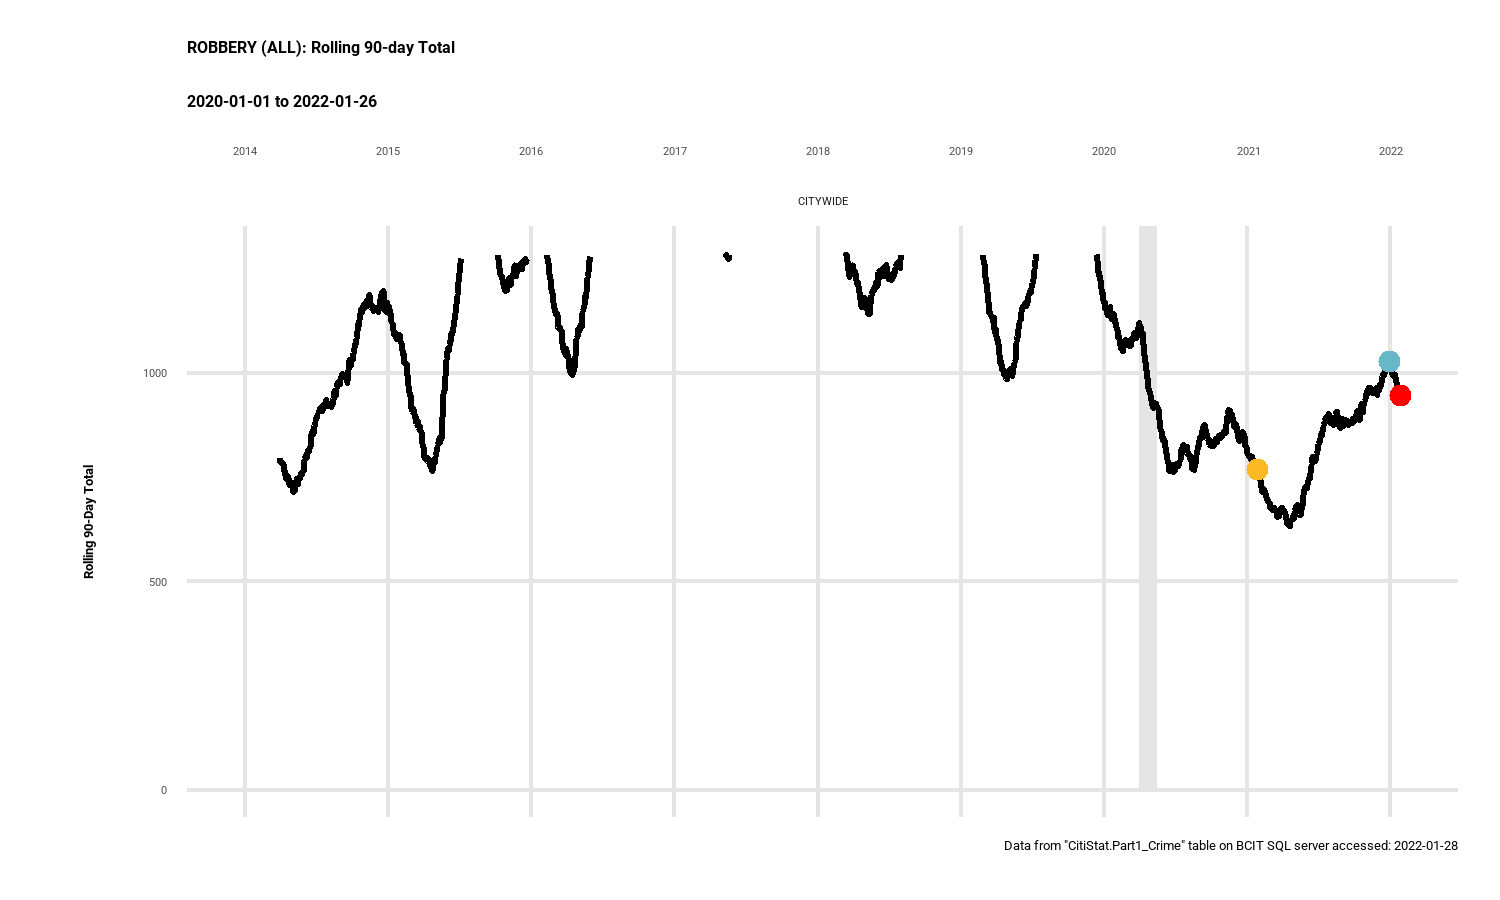 ROBBERY (ALL): Rolling 90-day Total
2020-01-01 to 2022-01-26
2014 2015 2016 2017 2018 2019 2020 2021 2022
CITYWIDE
1000
500
0
Rolling 90-Day Total
Data from "CitiStat.Part1_Crime" table on BCIT SQL server accessed: 2022-01-28